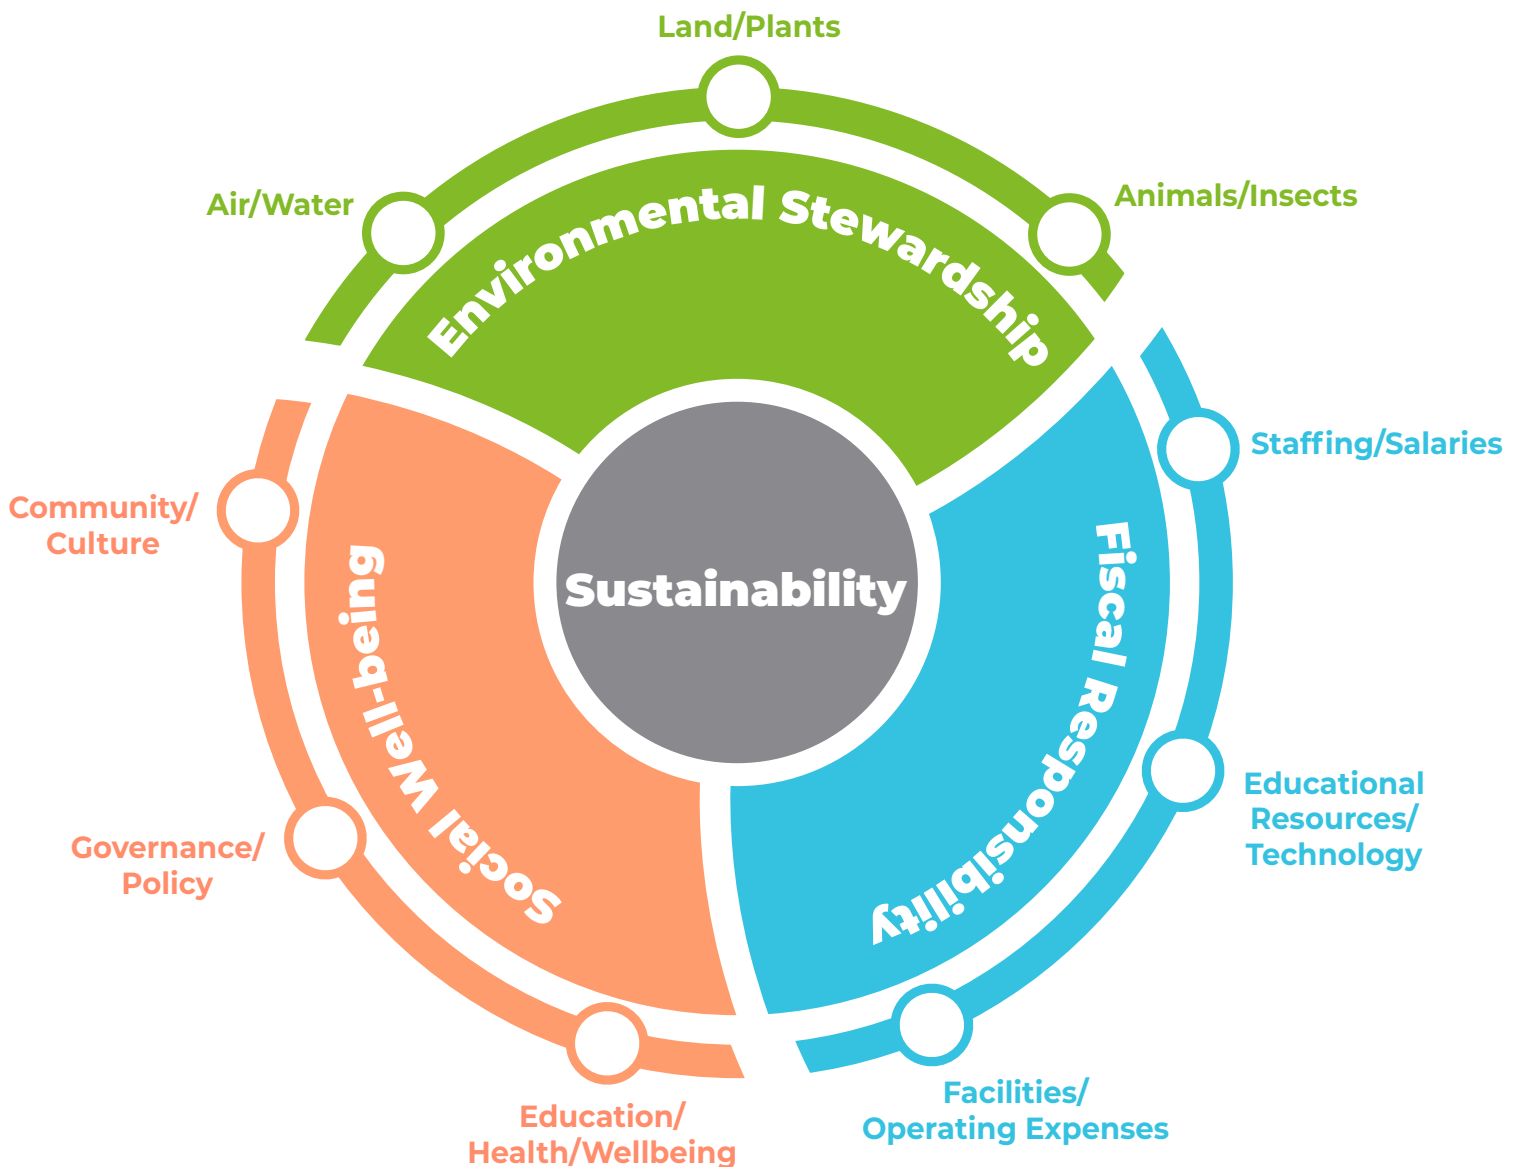 Land/Plants
Air/Water
Animals/Insects
Environmental Stewardship
Staffing/Salaries
Community/
Culture
Sustainability
Social Well-being
Fiscal Responsibility
Educational
Resources/
Technology
Governance/
Policy
Facilities/
Operating Expenses
Education/
Health/Wellbeing